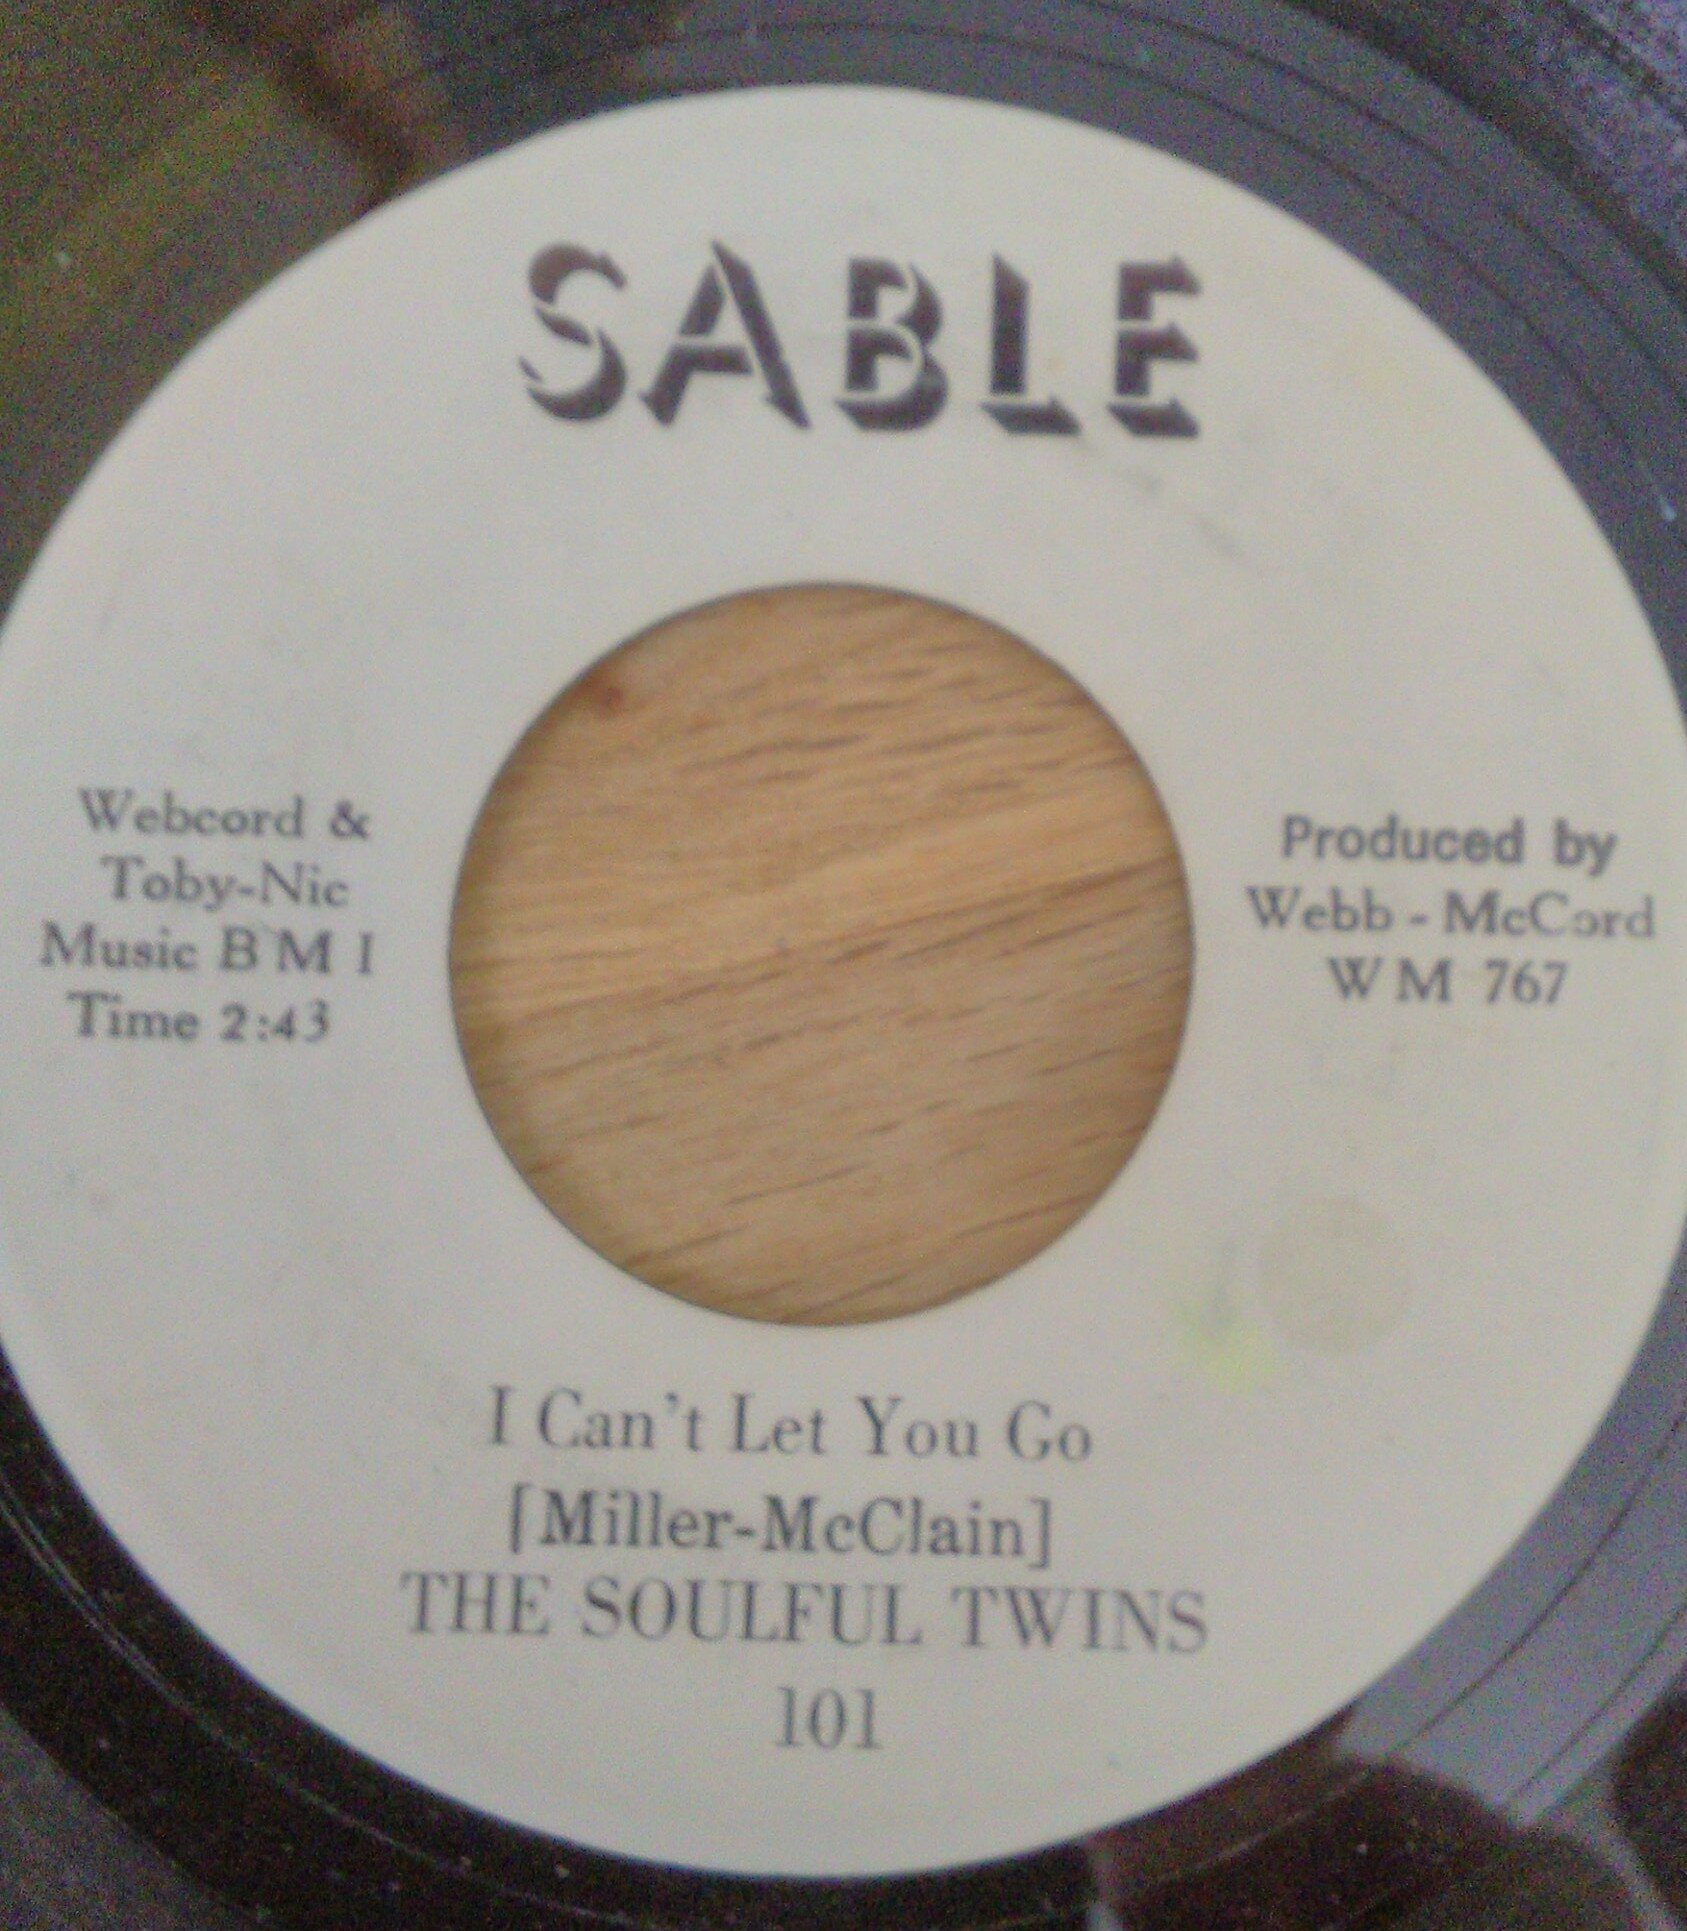 SABLE
Webcord &
Toby-Nic
Music B M I
Time 2:43
Produced by
Webb - McCord
W M 767
I Can't Let You Go
[Miller-McClain]
THE SOULFUL TWINS
101